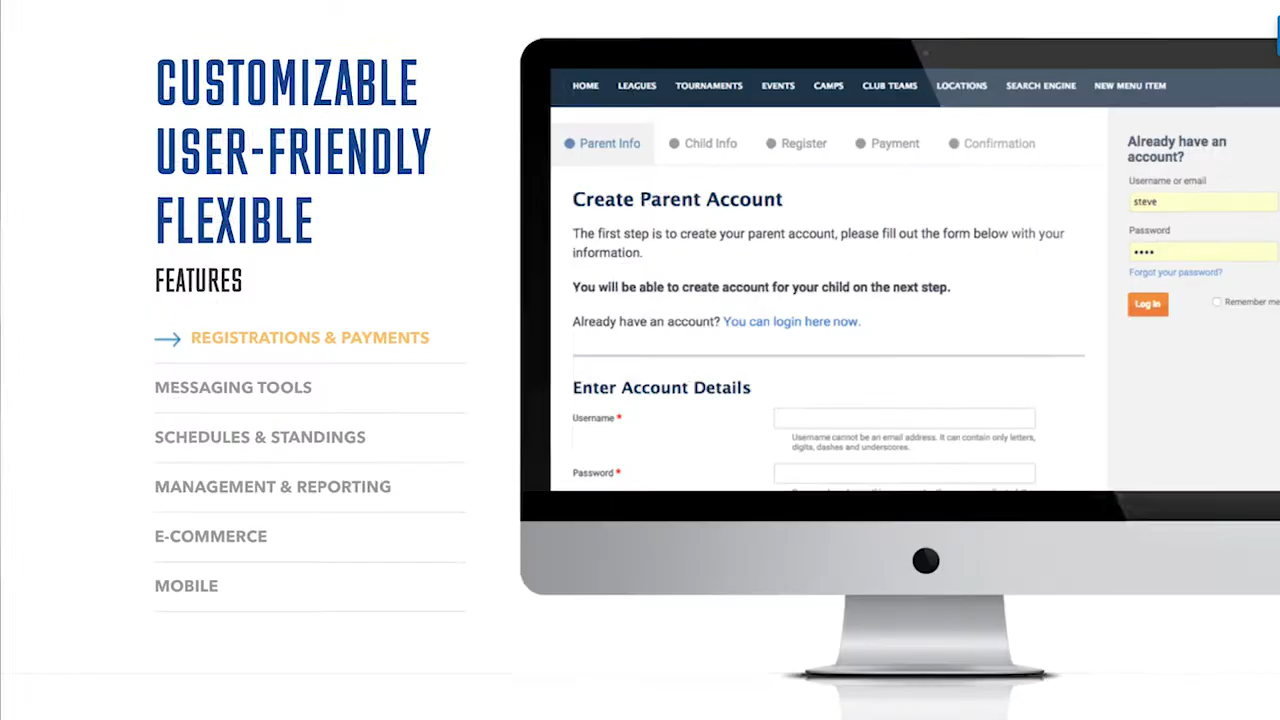 CUSTOMIZABLE
USER-FRIENDLY
FLEXIBLE
FEATURES
REGISTRATIONS & PAYMENTS
MESSAGING TOOLS
SCHEDULES & STANDINGS
MANAGEMENT & REPORTING
E-COMMERCE
MOBILE
HOME LEAGUES TOURNAMENTS EVENTS CAMPS CLUB TEAMS LOCATIONS SEARCH ENGINE NEW MENU ITEM
Parent Info Child Info Register Payment Confirmation
Create Parent Account
The first step is to create your parent account, please fill out the form below with your
information.
You will be able to create account for your child on the next step.
Already have an account? You can login here now.
Enter Account Details
Username *
Username cannot be an email address. It can contain only letters,
digits, dashes and underscores.
Password *
Already have an
account?
Username or email
steve
Password
••••
Forgot your password?
Log In
Remember me